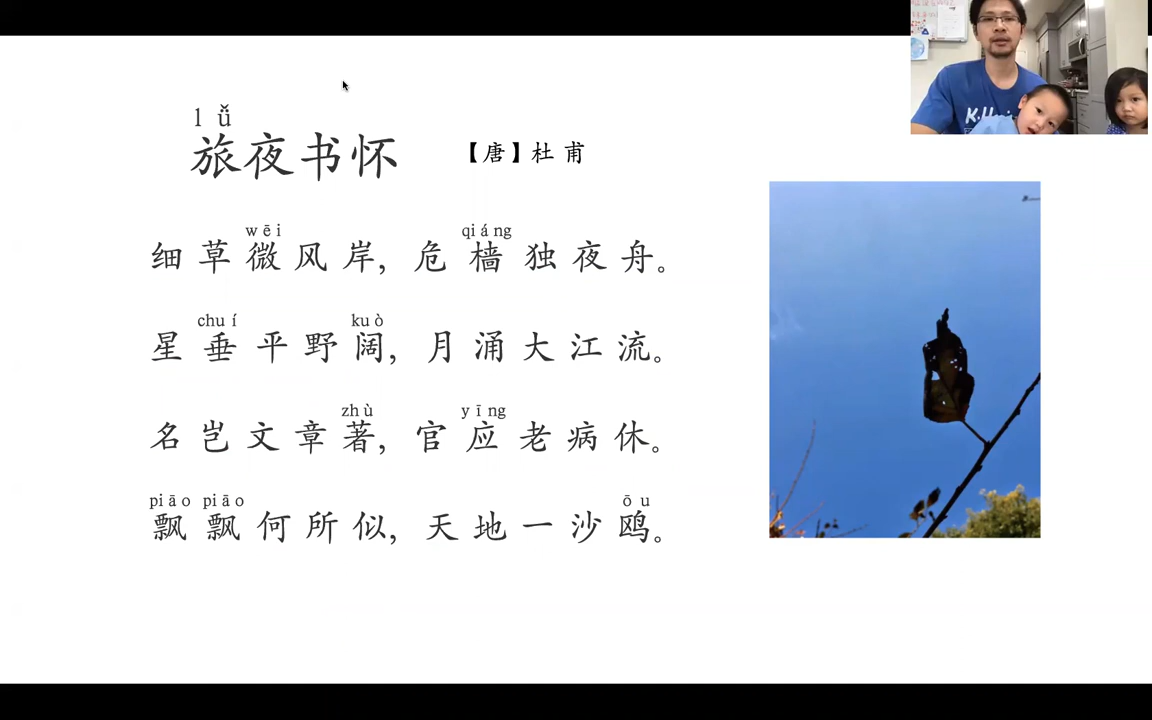 lǚ
旅夜书怀 【唐】杜甫
wēi qiáng
细草微风岸，危樯独夜舟。
chuí kuò
星垂平野阔，月涌大江流。
zhù yīng
名岂文章著，官应老病休。
piāo piāo ōu
飘飘何所似，天地一沙鸥。